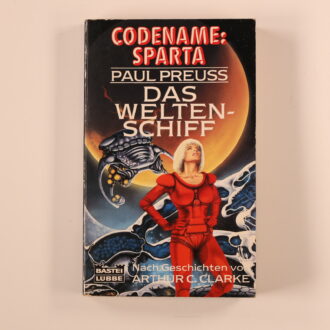 CODENAME:
SPARTA
PAUL PREUSS
DAS
WELTEN-
SCHIFF
Nach Geschichten von
ARTHUR C. CLARKE
BASTEI
LÜBBE